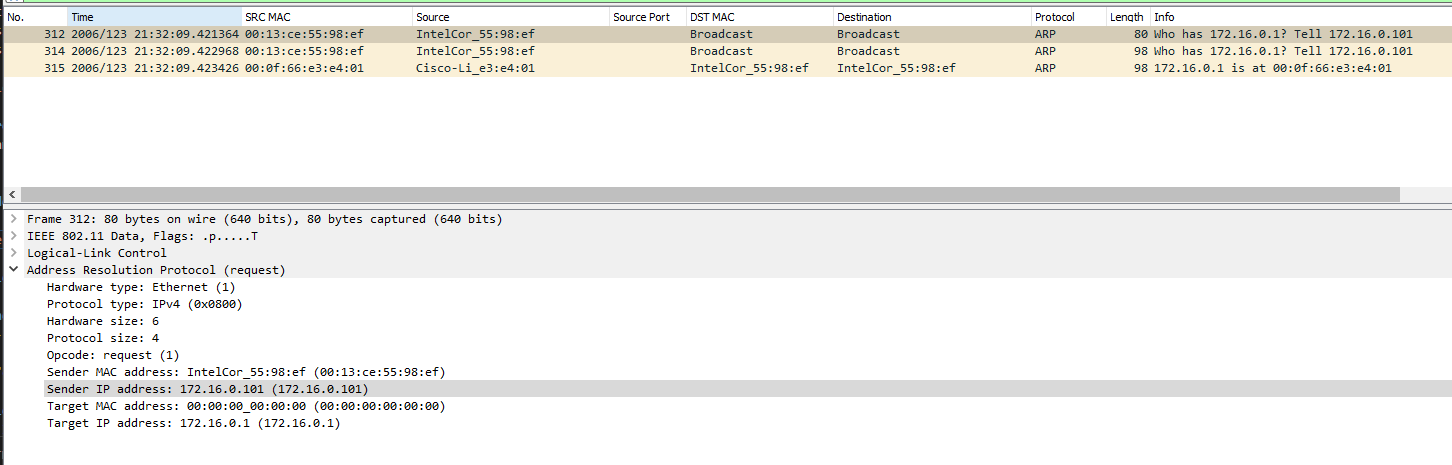 No. Time SRC MAC Source Source Port DST MAC Destination Protocol Length Info
312 2006/123 21:32:09.421364 00:13:ce:55:98:ef IntelCor_55:98:ef Broadcast Broadcast ARP 80 Who has 172.16.0.1? Tell 172.16.0.101
314 2006/123 21:32:09.422968 00:13:ce:55:98:ef IntelCor_55:98:ef Broadcast Broadcast ARP 98 Who has 172.16.0.1? Tell 172.16.0.101
315 2006/123 21:32:09.423426 00:0f:66:e3:e4:01 Cisco-Li_e3:e4:01 IntelCor_55:98:ef IntelCor_55:98:ef ARP 98 172.16.0.1 is at 00:0f:66:e3:e4:01
Frame 312: 80 bytes on wire (640 bits), 80 bytes captured (640 bits)
IEEE 802.11 Data, Flags: .p.....T
Logical-Link Control
Address Resolution Protocol (request)
Hardware type: Ethernet (1)
Protocol type: IPv4 (0x0800)
Hardware size: 6
Protocol size: 4
Opcode: request (1)
Sender MAC address: IntelCor_55:98:ef (00:13:ce:55:98:ef)
Sender IP address: 172.16.0.101 (172.16.0.101)
Target MAC address: 00:00:00_00:00:00 (00:00:00:00:00:00)
Target IP address: 172.16.0.1 (172.16.0.1)